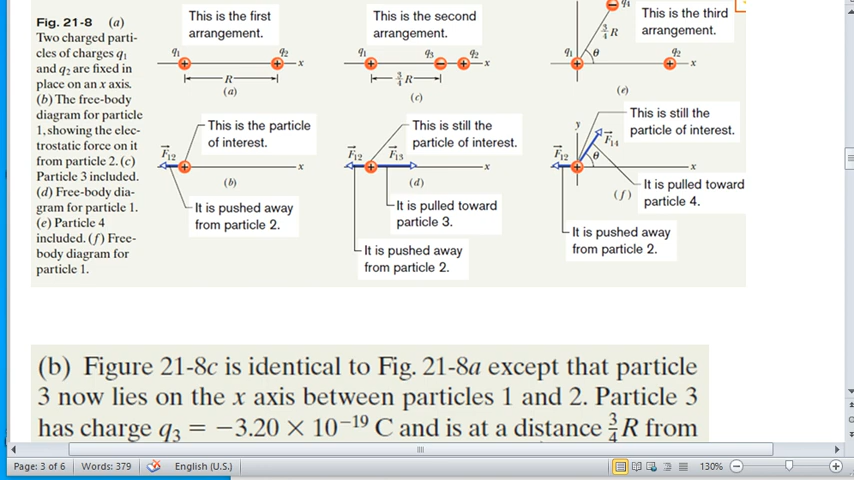 Fig. 21-8 (a)
Two charged parti-
cles of charges q1
and q2 are fixed in
place on an x axis.
(b) The free-body
diagram for particle
1, showing the elec-
trostatic force on it
from particle 2. (c)
Particle 3 included.
(d) Free-body dia-
gram for particle 1.
(e) Particle 4
included. (f) Free-
body diagram for
particle 1.
This is the first
arrangement.
q1
q2
x
R
(a)
This is the particle
of interest.
F12
x
(b)
It is pushed away
from particle 2.
This is the second
arrangement.
q1
q3
q2
x
3/4 R
(c)
This is still the
particle of interest.
F12
F13
x
(d)
It is pulled toward
particle 3.
It is pushed away
from particle 2.
q4
This is the third
arrangement.
3/4 R
q1
θ
q2
x
(e)
This is still the
particle of interest.
y
F12
F14
θ
x
(f)
It is pulled toward
particle 4.
It is pushed away
from particle 2.
(b) Figure 21-8c is identical to Fig. 21-8a except that particle
3 now lies on the x axis between particles 1 and 2. Particle 3
has charge q₃ = −3.20 × 10⁻¹⁹ C and is at a distance 3/4 R from
Page: 3 of 6
Words: 379
English (U.S.)
130%